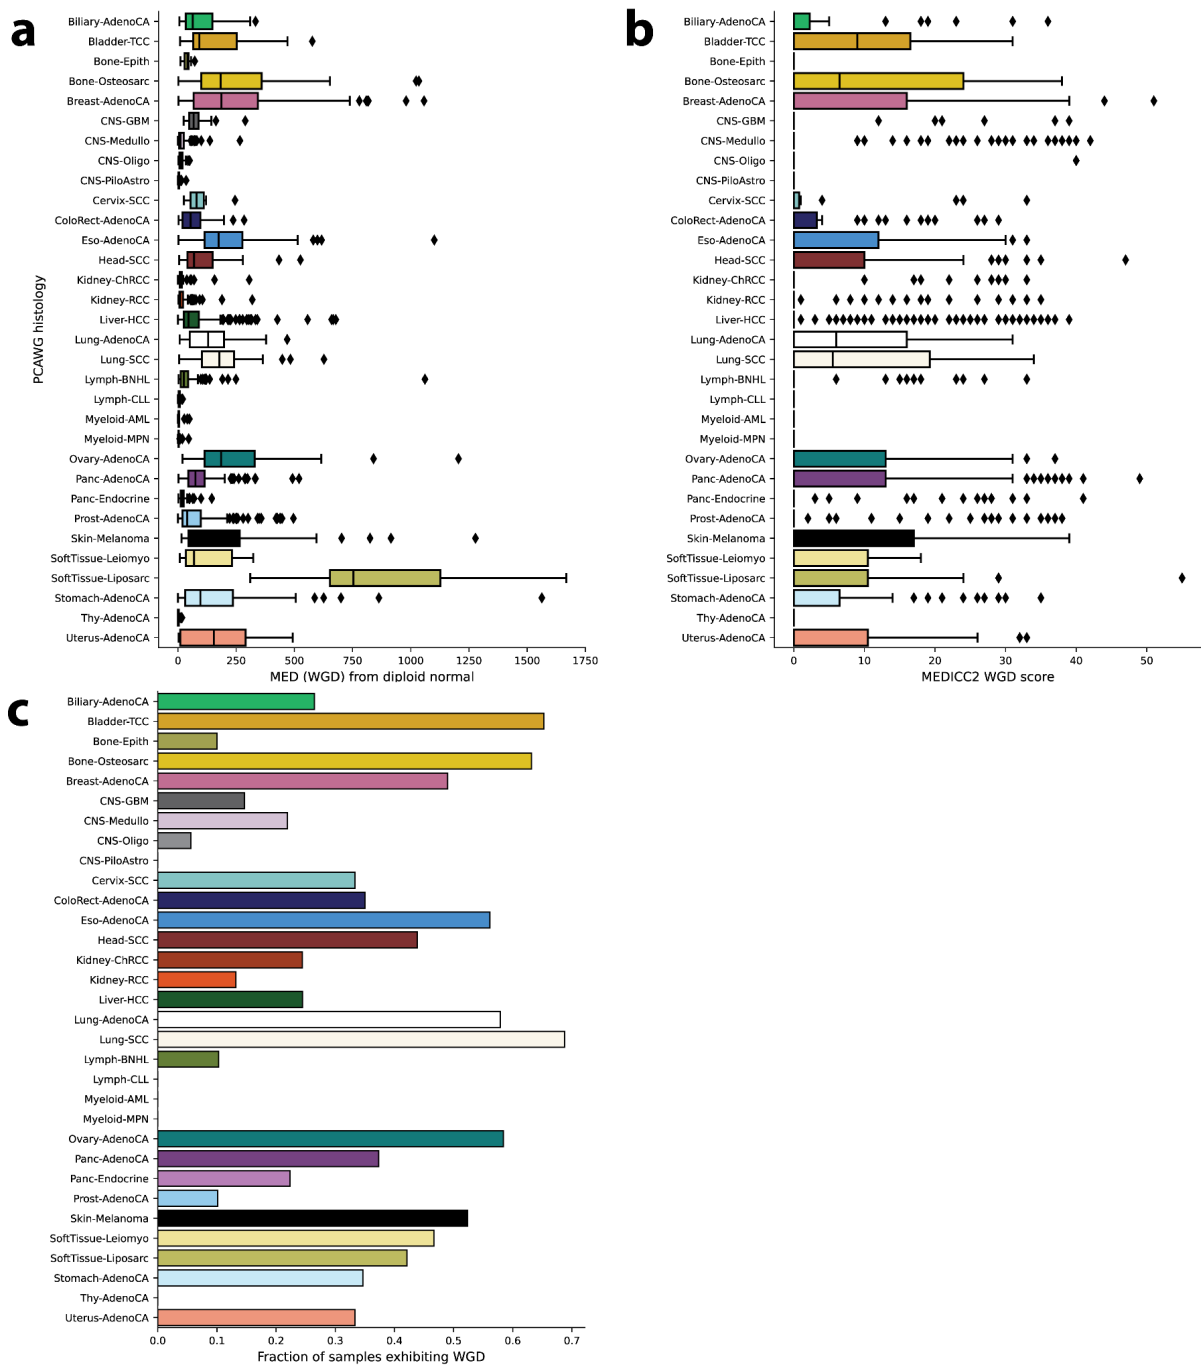 a
PCAWG histology
Biliary-AdenoCA
Bladder-TCC
Bone-Epith
Bone-Osteosarc
Breast-AdenoCA
CNS-GBM
CNS-Medullo
CNS-Oligo
CNS-PiloAstro
Cervix-SCC
ColoRect-AdenoCA
Eso-AdenoCA
Head-SCC
Kidney-ChRCC
Kidney-RCC
Liver-HCC
Lung-AdenoCA
Lung-SCC
Lymph-BNHL
Lymph-CLL
Myeloid-AML
Myeloid-MPN
Ovary-AdenoCA
Panc-AdenoCA
Panc-Endocrine
Prost-AdenoCA
Skin-Melanoma
SoftTissue-Leiomyo
SoftTissue-Liposarc
Stomach-AdenoCA
Thy-AdenoCA
Uterus-AdenoCA
0 250 500 750 1000 1250 1500 1750
MED (WGD) from diploid normal
b
Biliary-AdenoCA
Bladder-TCC
Bone-Epith
Bone-Osteosarc
Breast-AdenoCA
CNS-GBM
CNS-Medullo
CNS-Oligo
CNS-PiloAstro
Cervix-SCC
ColoRect-AdenoCA
Eso-AdenoCA
Head-SCC
Kidney-ChRCC
Kidney-RCC
Liver-HCC
Lung-AdenoCA
Lung-SCC
Lymph-BNHL
Lymph-CLL
Myeloid-AML
Myeloid-MPN
Ovary-AdenoCA
Panc-AdenoCA
Panc-Endocrine
Prost-AdenoCA
Skin-Melanoma
SoftTissue-Leiomyo
SoftTissue-Liposarc
Stomach-AdenoCA
Thy-AdenoCA
Uterus-AdenoCA
0 10 20 30 40 50
MEDICC2 WGD score
c
Biliary-AdenoCA
Bladder-TCC
Bone-Epith
Bone-Osteosarc
Breast-AdenoCA
CNS-GBM
CNS-Medullo
CNS-Oligo
CNS-PiloAstro
Cervix-SCC
ColoRect-AdenoCA
Eso-AdenoCA
Head-SCC
Kidney-ChRCC
Kidney-RCC
Liver-HCC
Lung-AdenoCA
Lung-SCC
Lymph-BNHL
Lymph-CLL
Myeloid-AML
Myeloid-MPN
Ovary-AdenoCA
Panc-AdenoCA
Panc-Endocrine
Prost-AdenoCA
Skin-Melanoma
SoftTissue-Leiomyo
SoftTissue-Liposarc
Stomach-AdenoCA
Thy-AdenoCA
Uterus-AdenoCA
0.0 0.1 0.2 0.3 0.4 0.5 0.6 0.7
Fraction of samples exhibiting WGD